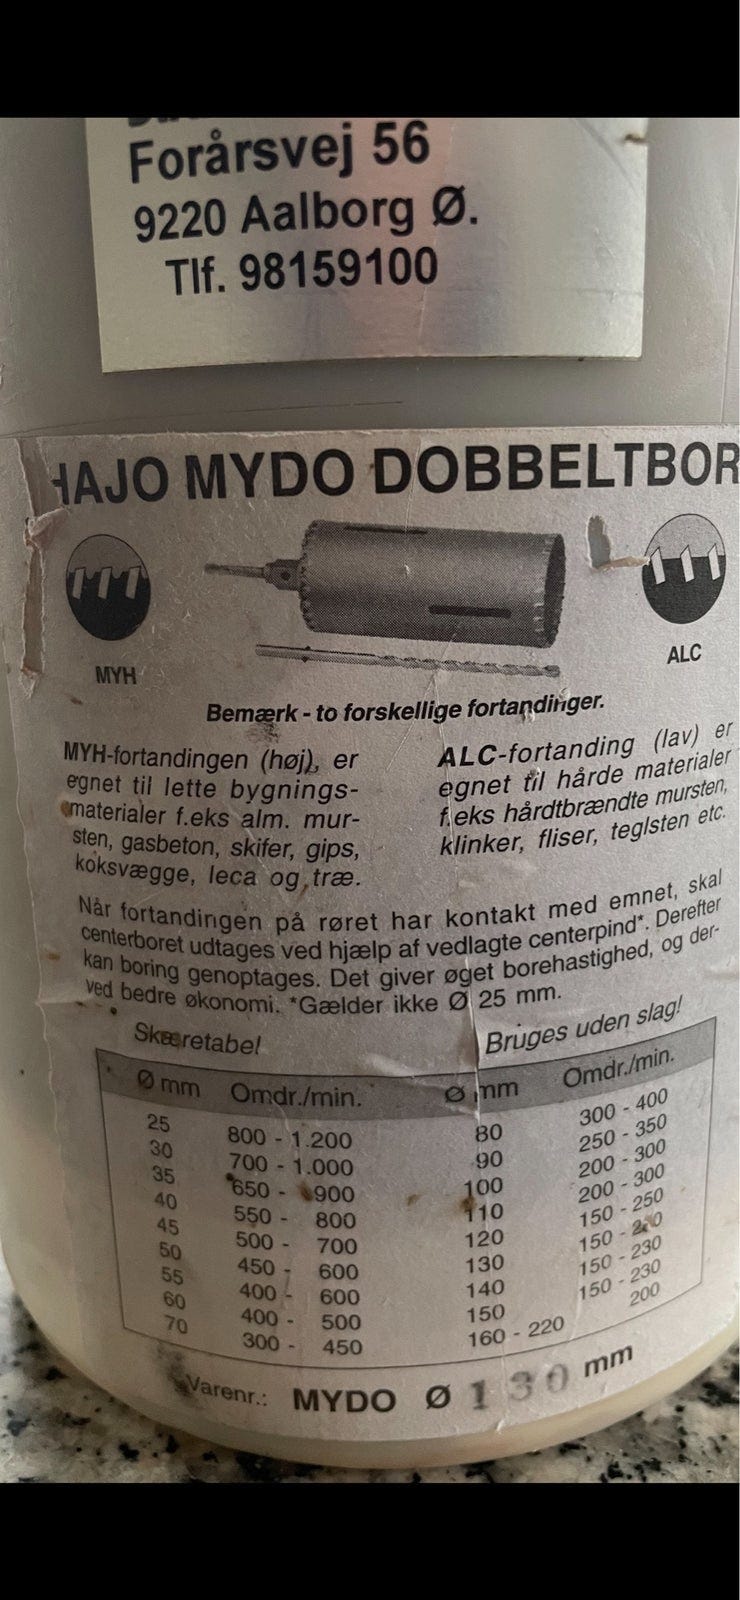 Forårsvej 56
9220 Aalborg Ø.
Tlf. 98159100
HAJO MYDO DOBBELTBOR
MYH
ALC
Bemærk - to forskellige fortandinger.
MYH-fortandingen (høj), er
egnet til lette bygnings-
materialer f.eks alm. mur-
sten, gasbeton, skifer, gips,
koksvægge, leca og træ.
ALC-fortanding (lav) er
egnet til hårde materialer
f.eks hårdtbrændte mursten,
klinker, fliser, teglsten etc.
Når fortandingen på røret har kontakt med emnet, skal
centerboret udtages ved hjælp af vedlagte centerpind*. Derefter
kan boring genoptages. Det giver øget borehastighed, og der-
ved bedre økonomi. *Gælder ikke Ø 25 mm.
Skæretabel
Bruges uden slag!
Ø mm Omdr./min. Ø mm Omdr./min.
25 800 - 1.200 80 300 - 400
30 700 - 1.000 90 250 - 350
35 650 - 900 100 200 - 300
40 550 - 800 110 200 - 300
45 500 - 700 120 150 - 250
50 450 - 600 130 150 -
55 400 - 600 140 150 - 230
60 400 - 500 150 150 - 230
70 300 - 450 160 - 220 200
Varenr.: MYDO Ø 130 mm